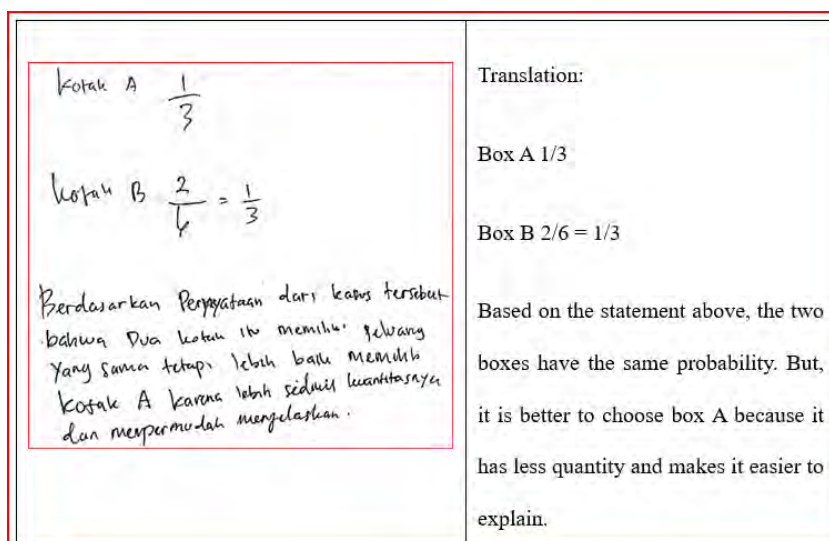 Kotak A 1/3
Kotak B 2/6 = 1/3
Berdasarkan Pernyataan dari kasus tersebut
bahwa Dua kotak itu memiliki peluang
yang sama tetapi lebih baik memilih
kotak A karena lebih sedikit kuantitasnya
dan mempermudah menjelaskan.
Translation:
Box A 1/3
Box B 2/6 = 1/3
Based on the statement above, the two
boxes have the same probability. But,
it is better to choose box A because it
has less quantity and makes it easier to
explain.